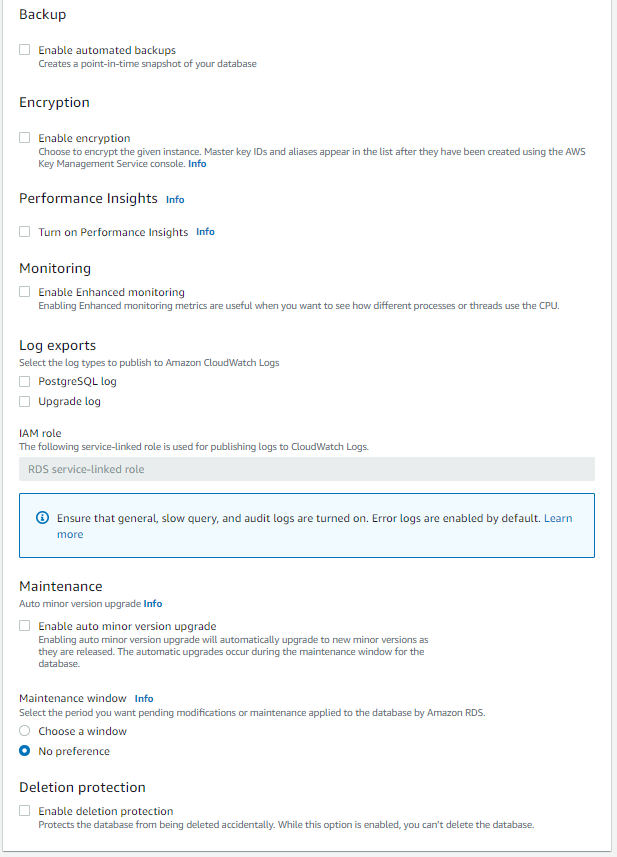 Backup
Enable automated backups
Creates a point-in-time snapshot of your database
Encryption
Enable encryption
Choose to encrypt the given instance. Master key IDs and aliases appear in the list after they have been created using the AWS
Key Management Service console. Info
Performance Insights Info
Turn on Performance Insights Info
Monitoring
Enable Enhanced monitoring
Enabling Enhanced monitoring metrics are useful when you want to see how different processes or threads use the CPU.
Log exports
Select the log types to publish to Amazon CloudWatch Logs
PostgreSQL log
Upgrade log
IAM role
The following service-linked role is used for publishing logs to CloudWatch Logs.
RDS service-linked role
Ensure that general, slow query, and audit logs are turned on. Error logs are enabled by default. Learn
more
Maintenance
Auto minor version upgrade Info
Enable auto minor version upgrade
Enabling auto minor version upgrade will automatically upgrade to new minor versions as
they are released. The automatic upgrades occur during the maintenance window for the
database.
Maintenance window Info
Select the period you want pending modifications or maintenance applied to the database by Amazon RDS.
Choose a window
No preference
Deletion protection
Enable deletion protection
Protects the database from being deleted accidentally. While this option is enabled, you can't delete the database.